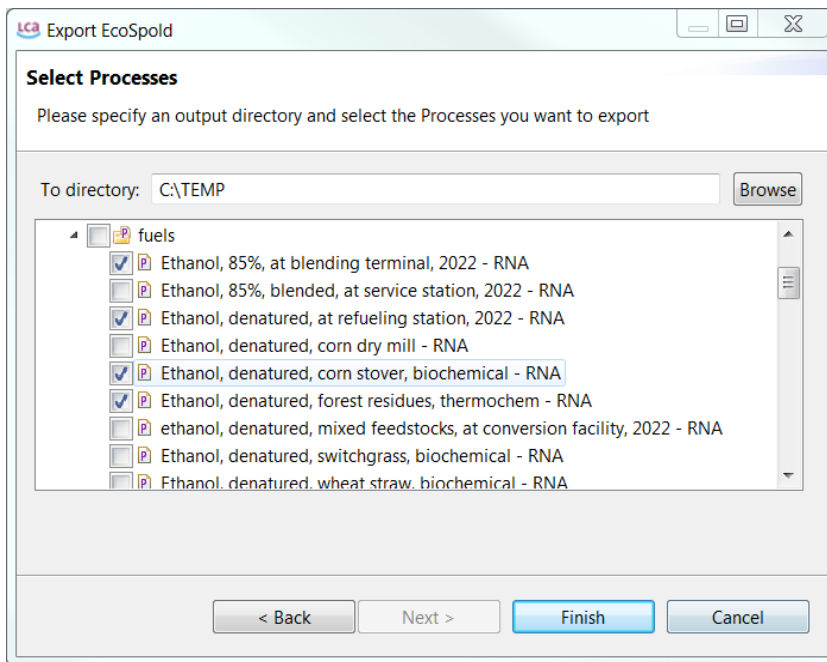 lca Export EcoSpold
Select Processes
Please specify an output directory and select the Processes you want to export
To directory: C:\TEMP Browse
fuels
Ethanol, 85%, at blending terminal, 2022 - RNA
Ethanol, 85%, blended, at service station, 2022 - RNA
Ethanol, denatured, at refueling station, 2022 - RNA
Ethanol, denatured, corn dry mill - RNA
Ethanol, denatured, corn stover, biochemical - RNA
Ethanol, denatured, forest residues, thermochem - RNA
ethanol, denatured, mixed feedstocks, at conversion facility, 2022 - RNA
Ethanol, denatured, switchgrass, biochemical - RNA
Ethanol, denatured, wheat straw, biochemical - RNA
< Back Next > Finish Cancel